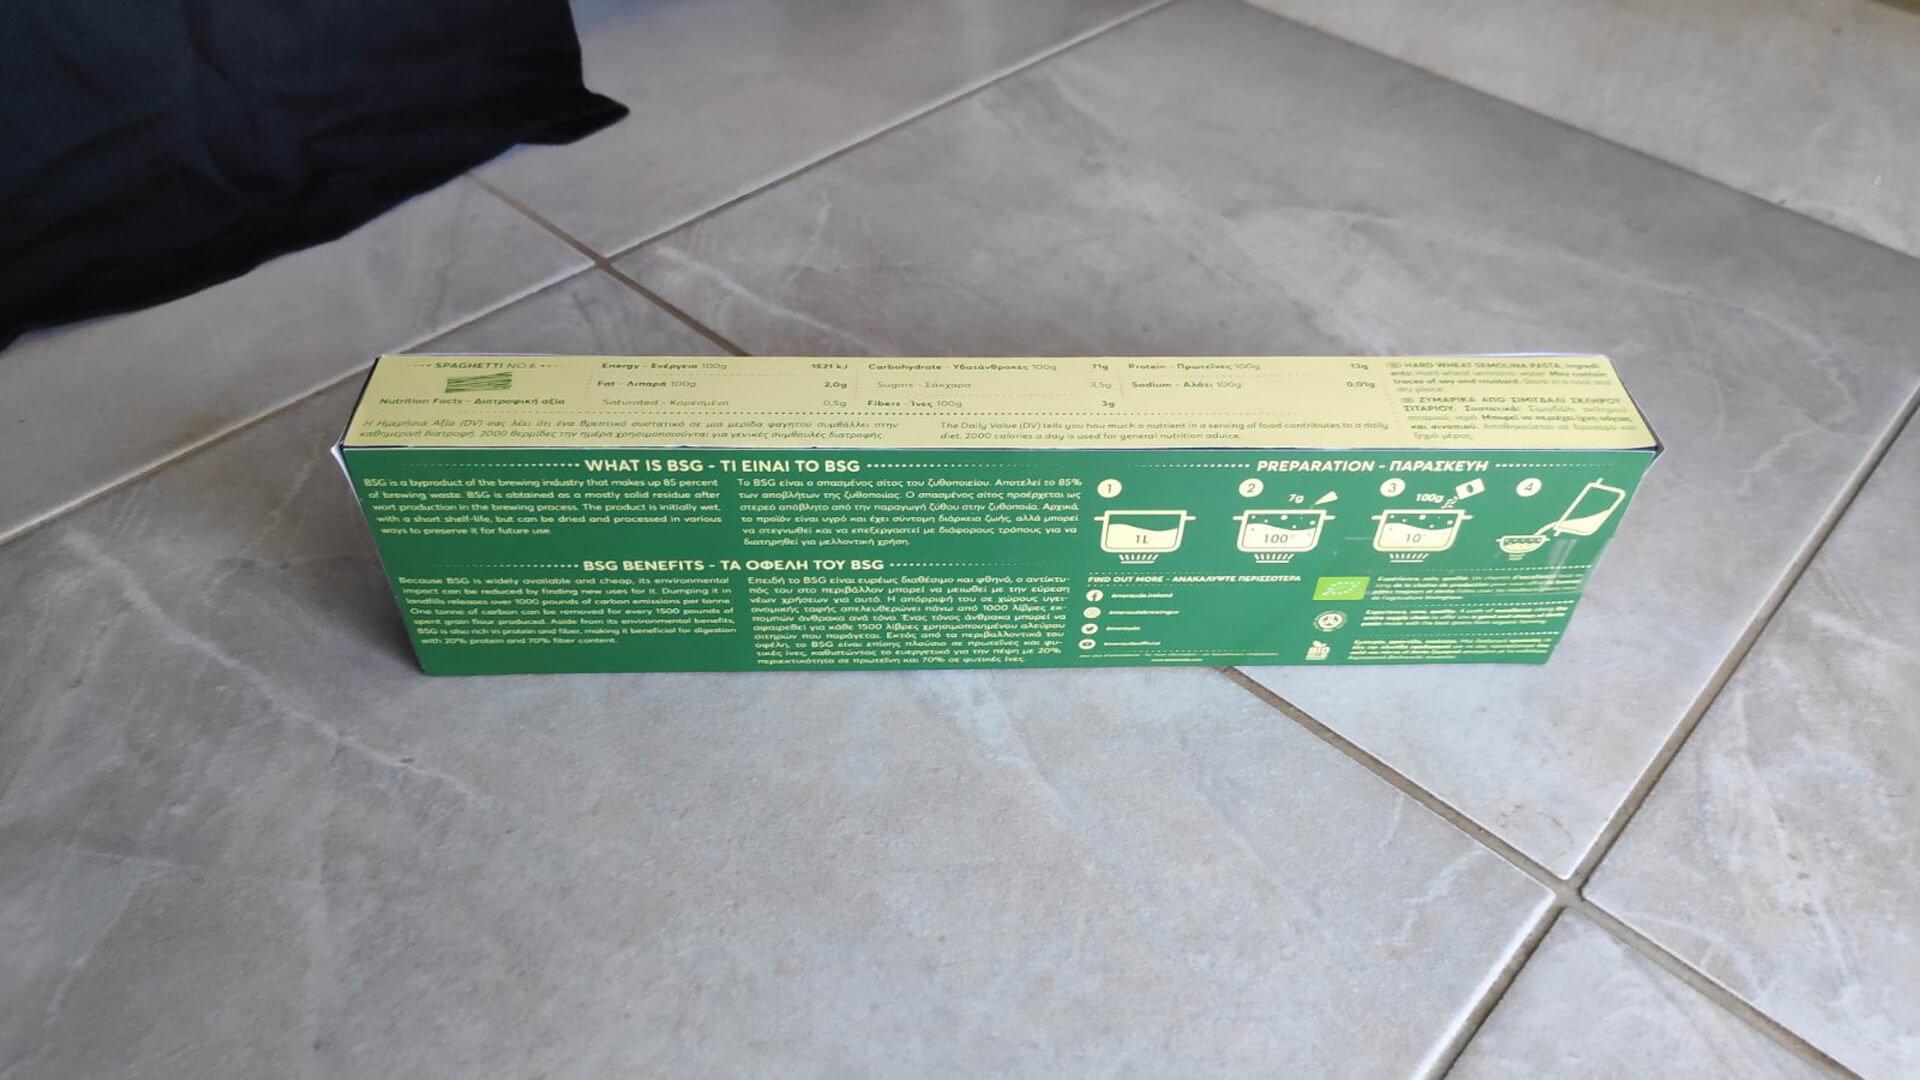 SPAGHETTI NO.6
Nutrition Facts - Διατροφική αξία
Energy - Ενέργεια 100g 1521 kJ
Fat - Λιπαρά 100g 2,0g
Saturated - Κορεσμένα 0,5g
Carbohydrate - Υδατάνθρακες 100g 71g
Sugars - Σάκχαρα 3,5g
Fibers - Ίνες 100g 3g
Protein - Πρωτεΐνες 100g 13g
Sodium - Αλάτι 100g 0,01g
HARD WHEAT SEMOLINA PASTA. Ingredi-
ents: Hard wheat semolina, water. May contain
traces of soy and mustard. Store in a cool and
dry place.
ΖΥΜΑΡΙΚΑ ΑΠΟ ΣΙΜΙΓΔΑΛΙ ΣΚΛΗΡΟΥ
ΣΙΤΑΡΙΟΥ. Συστατικά: Σιμιγδάλι σκληρού
σιταριού, νερό. Μπορεί να περιέχει ίχνη σόγιας
και σιναπιού. Αποθηκεύεται σε δροσερό και
ξηρό μέρος.
Η Ημερήσια Αξία (DV) σας λέει ότι ένα θρεπτικό συστατικό σε μια μερίδα φαγητού συμβάλλει στην
καθημερινή διατροφή. 2000 θερμίδες την ημέρα χρησιμοποιούνται για γενικές συμβουλές διατροφής.
The Daily Value (DV) tells you how much a nutrient in a serving of food contributes to a daily
diet. 2000 calories a day is used for general nutrition advice.
WHAT IS BSG - ΤΙ ΕΙΝΑΙ ΤΟ BSG
BSG is a byproduct of the brewing industry that makes up 85 percent
of brewing waste. BSG is obtained as a mostly solid residue after
wort production in the brewing process. The product is initially wet,
with a short shelf-life, but can be dried and processed in various
ways to preserve it for future use.
Το BSG είναι ο σπασμένος σίτος του ζυθοποιείου. Αποτελεί το 85%
των αποβλήτων της ζυθοποιίας. Ο σπασμένος σίτος προέρχεται ως
στερεό απόβλητο από την παραγωγή ζύθου στην ζυθοποιία. Αρχικά,
το προϊόν είναι υγρό και έχει σύντομη διάρκεια ζωής, αλλά μπορεί
να στεγνωθεί και να επεξεργαστεί με διάφορους τρόπους για να
διατηρηθεί για μελλοντική χρήση.
BSG BENEFITS - ΤΑ ΟΦΕΛΗ ΤΟΥ BSG
Because BSG is widely available and cheap, its environmental
impact can be reduced by finding new uses for it. Dumping it in
landfills releases over 1000 pounds of carbon emissions per tonne.
One tonne of carbon can be removed for every 1500 pounds of
spent grain flour produced. Aside from its environmental benefits,
BSG is also rich in protein and fiber, making it beneficial for digestion
with 20% protein and 70% fiber content.
Επειδή το BSG είναι ευρέως διαθέσιμο και φθηνό, ο αντίκτυ-
πός του στο περιβάλλον μπορεί να μειωθεί με την εύρεση
νέων χρήσεων για αυτό. Η απόρριψή του σε χώρους υγει-
ονομικής ταφής απελευθερώνει πάνω από 1000 λίβρες εκ-
πομπών άνθρακα ανά τόνο. Ένας τόνος άνθρακα μπορεί να
αφαιρεθεί για κάθε 1500 λίβρες χρησιμοποιημένου αλεύρου
σιτηρών που παράγεται. Εκτός από τα περιβαλλοντικά του
οφέλη, το BSG είναι επίσης πλούσιο σε πρωτεΐνες και φυ-
τικές ίνες, καθιστώντας το ευεργετικό για την πέψη με 20%
περιεκτικότητα σε πρωτεΐνη και 70% σε φυτικές ίνες.
PREPARATION - ΠΑΡΑΣΚΕΥΗ
1
2
3
4
7g
100g
1L
100°
10'
FIND OUT MORE - ΑΝΑΚΑΛΥΨΤΕ ΠΕΡΙΣΣΟΤΕΡΑ
BIO